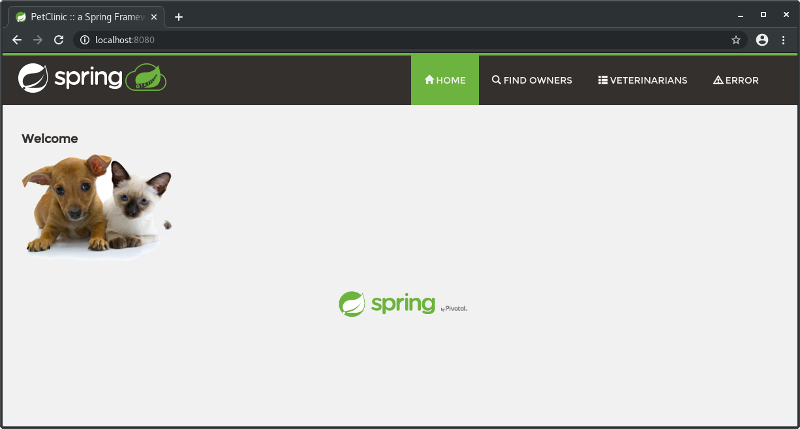 PetClinic :: a Spring Framew
localhost:8080
spring
HOME
FIND OWNERS
VETERINARIANS
ERROR
Welcome
spring by Pivotal.